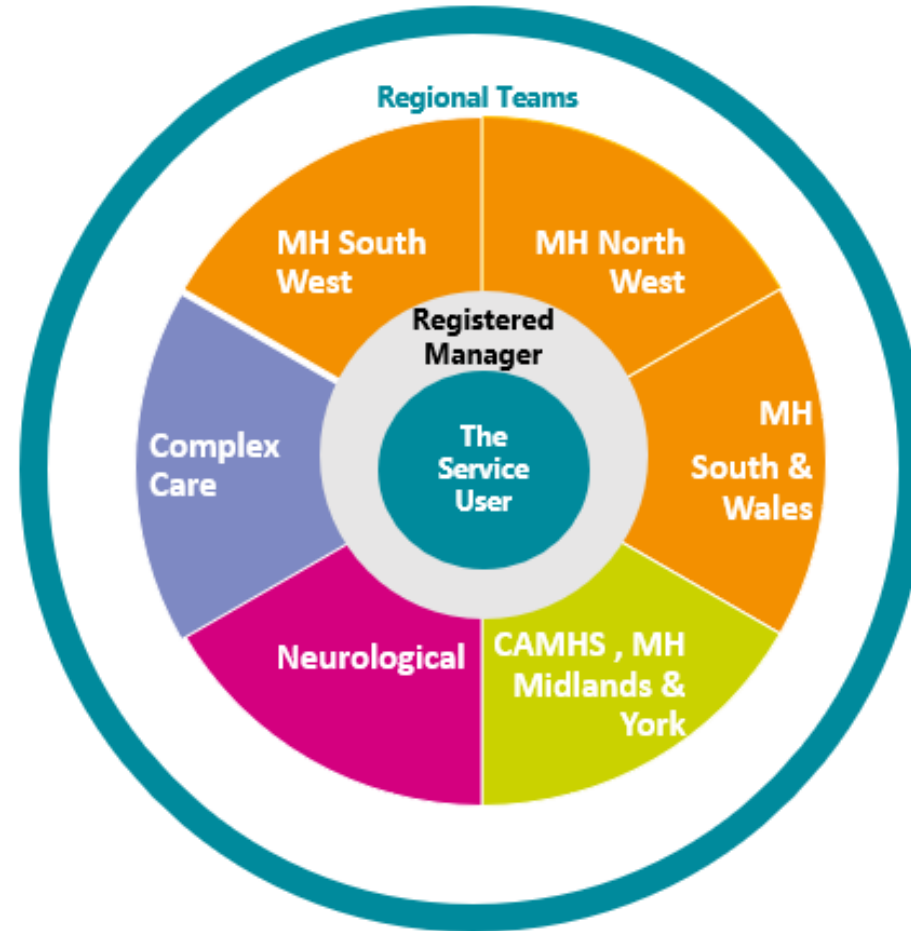 Regional Teams
MH South
West
MH North
West
Registered
Manager
MH
South &
Wales
The
Service
User
Complex
Care
Neurological
CAMHS , MH
Midlands &
York